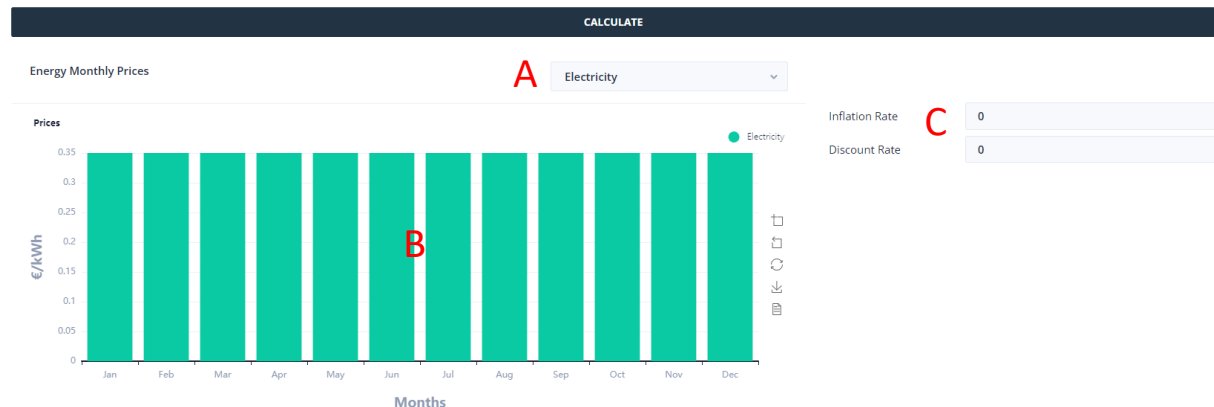 CALCULATE
Energy Monthly Prices
A
Electricity
Prices
Electricity
Inflation Rate
C
0
Discount Rate
0
0.35
0.3
0.25
0.2
0.15
0.1
0.05
0
€/kWh
B
Jan Feb Mar Apr May Jun Jul Aug Sep Oct Nov Dec
Months